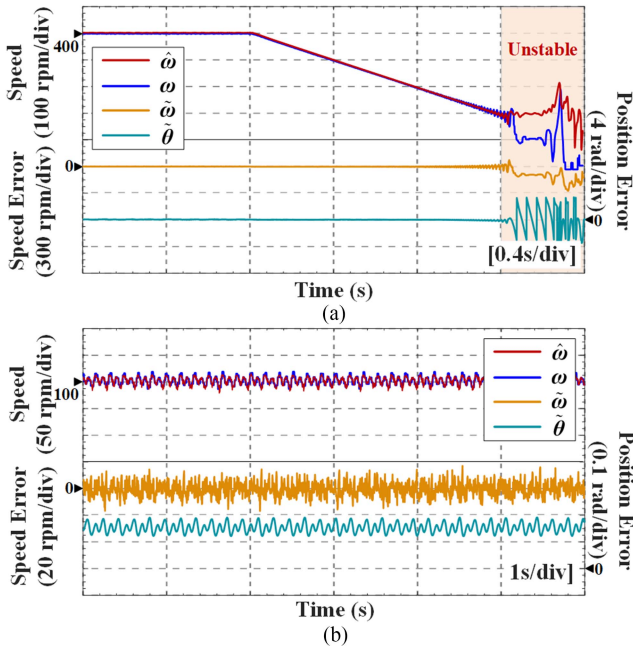 Speed
(100 rpm/div)
400
ω̂
ω
ω̃
θ̃
Unstable
0
Speed Error
(300 rpm/div)
Position Error
(4 rad/div)
0
[0.4s/div]
Time (s)
(a)
Speed
(50 rpm/div)
100
ω̂
ω
ω̃
θ̃
0
Speed Error
(20 rpm/div)
Position Error
(0.1 rad/div)
0
1s/div]
Time (s)
(b)